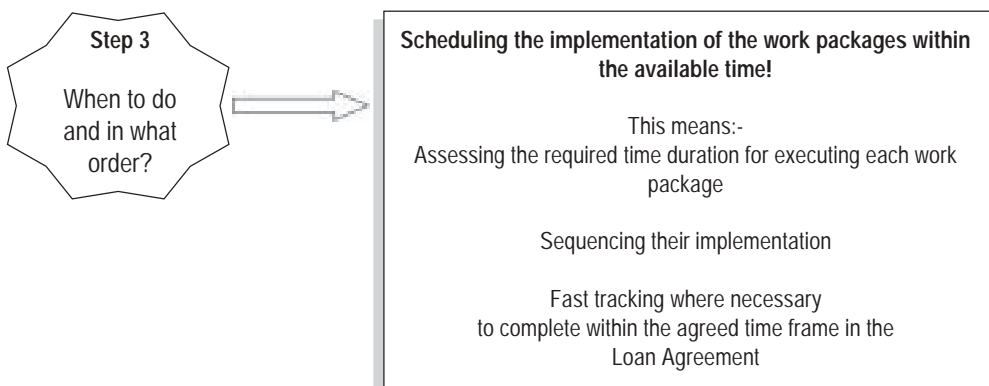 Step 3
When to do
and in what
order?
Scheduling the implementation of the work packages within
the available time!
This means:-
Assessing the required time duration for executing each work
package
Sequencing their implementation
Fast tracking where necessary
to complete within the agreed time frame in the
Loan Agreement